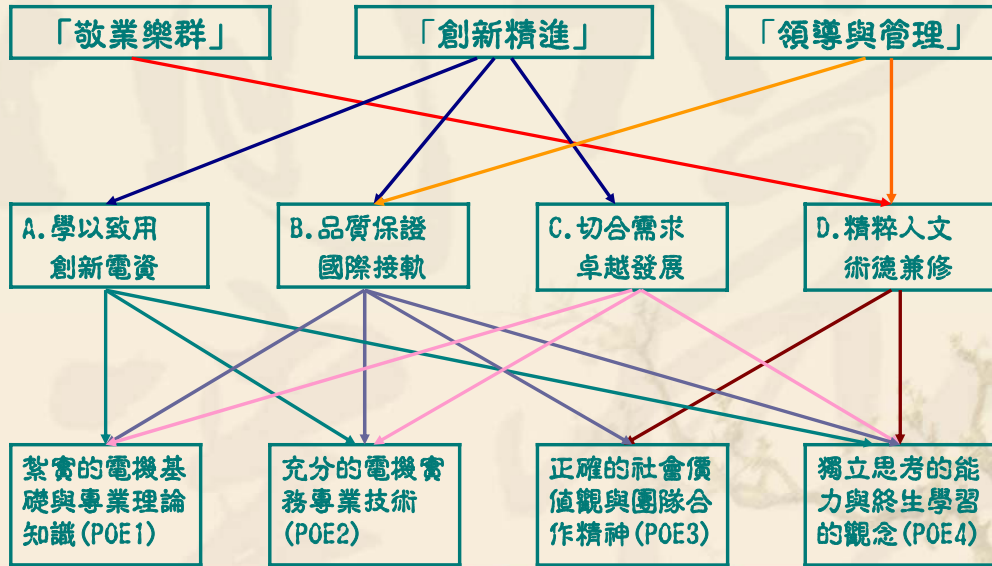 「敬業樂群」
「創新精進」
「領導與管理」
A.學以致用
創新電資
B.品質保證
國際接軌
C.切合需求
卓越發展
D.精粹人文
術德兼修
紮實的電機基
礎與專業理論
知識(POE1)
充分的電機實
務專業技術
(POE2)
正確的社會價
值觀與團隊合
作精神(POE3)
獨立思考的能
力與終生學習
的觀念(POE4)